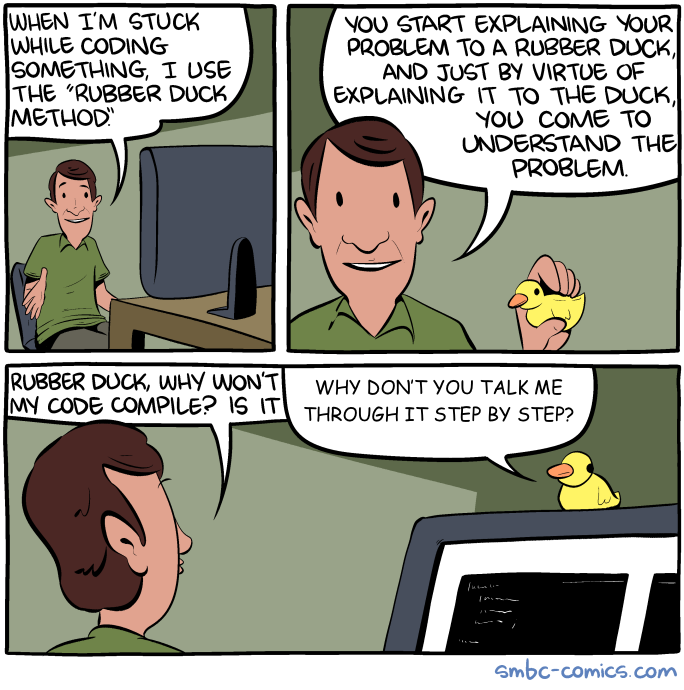 WHEN I'M STUCK
WHILE CODING
SOMETHING, I USE
THE "RUBBER DUCK
METHOD."
YOU START EXPLAINING YOUR
PROBLEM TO A RUBBER DUCK,
AND JUST BY VIRTUE OF
EXPLAINING IT TO THE DUCK,
YOU COME TO
UNDERSTAND THE
PROBLEM.
RUBBER DUCK, WHY WON'T
MY CODE COMPILE? IS IT
WHY DON'T YOU TALK ME
THROUGH IT STEP BY STEP?
smbc-comics.com